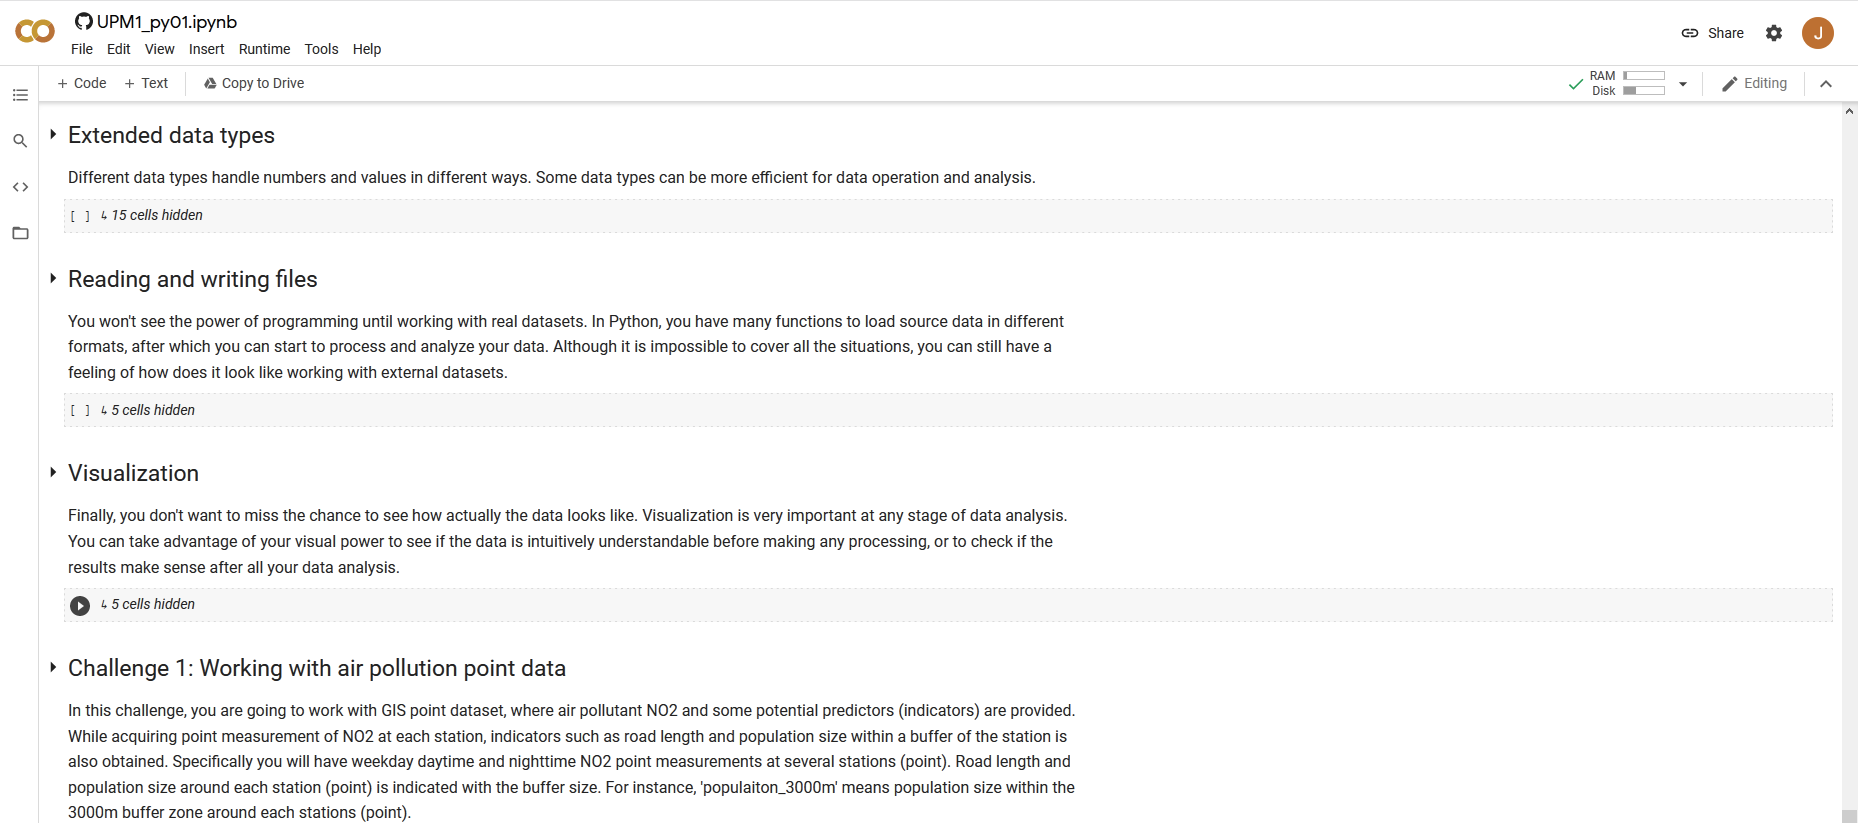 UPM1_py01.ipynb
File Edit View Insert Runtime Tools Help
Share
J
+ Code + Text Copy to Drive
RAM
Disk
Editing
Extended data types
Different data types handle numbers and values in different ways. Some data types can be more efficient for data operation and analysis.
[ ] ↳ 15 cells hidden
Reading and writing files
You won't see the power of programming until working with real datasets. In Python, you have many functions to load source data in different
formats, after which you can start to process and analyze your data. Although it is impossible to cover all the situations, you can still have a
feeling of how does it look like working with external datasets.
[ ] ↳ 5 cells hidden
Visualization
Finally, you don't want to miss the chance to see how actually the data looks like. Visualization is very important at any stage of data analysis.
You can take advantage of your visual power to see if the data is intuitively understandable before making any processing, or to check if the
results make sense after all your data analysis.
↳ 5 cells hidden
Challenge 1: Working with air pollution point data
In this challenge, you are going to work with GIS point dataset, where air pollutant NO2 and some potential predictors (indicators) are provided.
While acquiring point measurement of NO2 at each station, indicators such as road length and population size within a buffer of the station is
also obtained. Specifically you will have weekday daytime and nighttime NO2 point measurements at several stations (point). Road length and
population size around each station (point) is indicated with the buffer size. For instance, 'populaiton_3000m' means population size within the
3000m buffer zone around each stations (point).